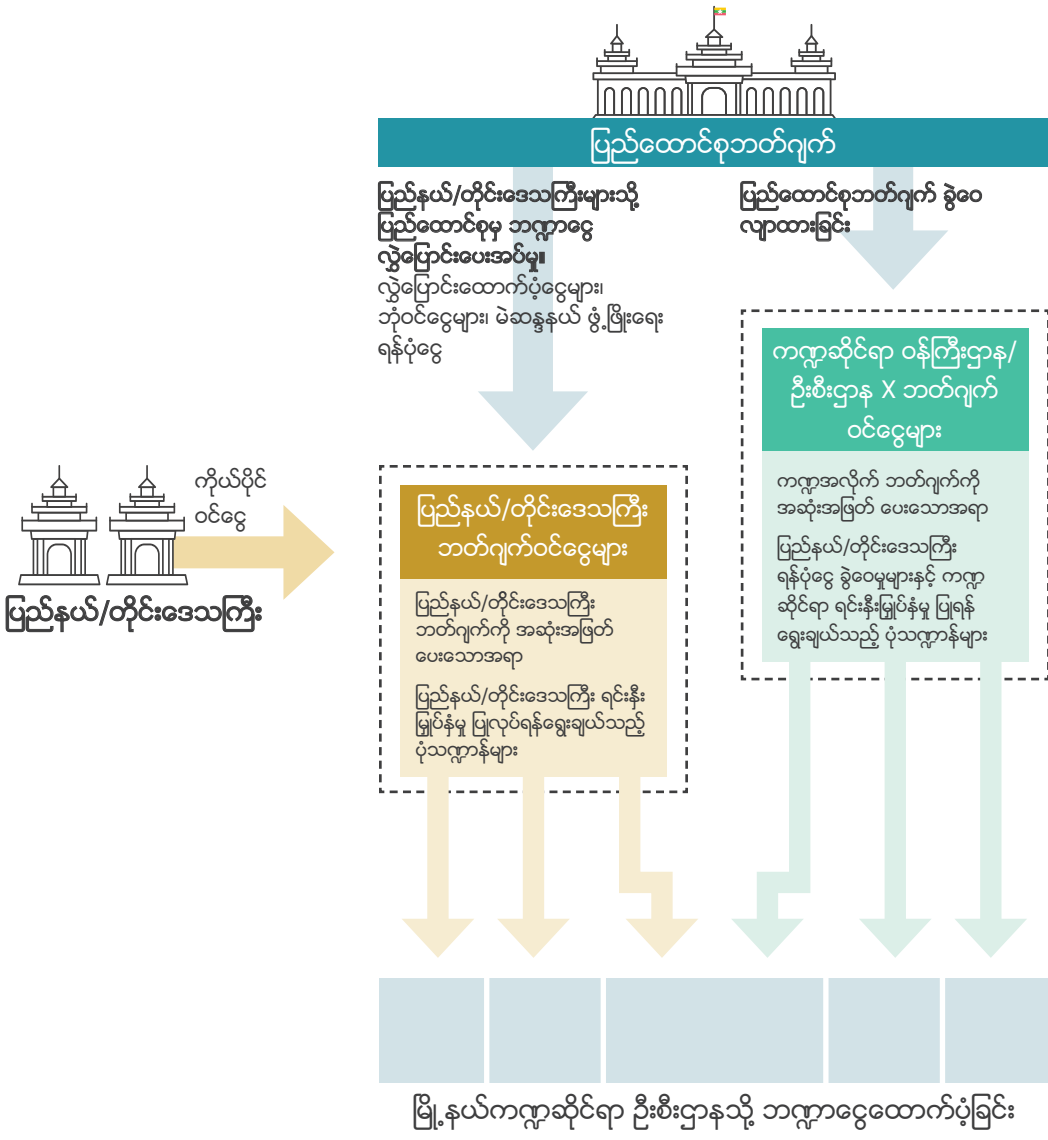 ပြည်ထောင်စုဘတ်ဂျက်
ပြည်နယ်/တိုင်းဒေသကြီးများသို့
ပြည်ထောင်စုမှ ဘဏ္ဍာငွေ
လွှဲပြောင်းပေးအပ်မှု။
လွှဲပြောင်းထောက်ပံ့ငွေများ၊
ဘုံဝင်ငွေများ၊ မဲဆန္ဒနယ် ဖွံ့ဖြိုးရေး
ရန်ပုံငွေ
ပြည်ထောင်စုဘတ်ဂျက် ခွဲဝေ
လျာထားခြင်း
ကဏ္ဍဆိုင်ရာ ဝန်ကြီးဌာန/
ဦးစီးဌာန X ဘတ်ဂျက်
ဝင်ငွေများ
ကဏ္ဍအလိုက် ဘတ်ဂျက်ကို
အဆုံးအဖြတ် ပေးသောအရာ
ပြည်နယ်/တိုင်းဒေသကြီး
ရန်ပုံငွေ ခွဲဝေမှုများနှင့် ကဏ္ဍ
ဆိုင်ရာ ရင်းနှီးမြှုပ်နှံမှု ပြုရန်
ရွေးချယ်သည့် ပုံသဏ္ဍာန်များ
ကိုယ်ပိုင်
ဝင်ငွေ
ပြည်နယ်/တိုင်းဒေသကြီး
ပြည်နယ်/တိုင်းဒေသကြီး
ဘတ်ဂျက်ဝင်ငွေများ
ပြည်နယ်/တိုင်းဒေသကြီး
ဘတ်ဂျက်ကို အဆုံးအဖြတ်
ပေးသောအရာ
ပြည်နယ်/တိုင်းဒေသကြီး ရင်းနှီး
မြှုပ်နှံမှု ပြုလုပ်ရန်ရွေးချယ်သည့်
ပုံသဏ္ဍာန်များ
မြို့နယ်ကဏ္ဍဆိုင်ရာ ဦးစီးဌာနသို့ ဘဏ္ဍာငွေထောက်ပံ့ခြင်း